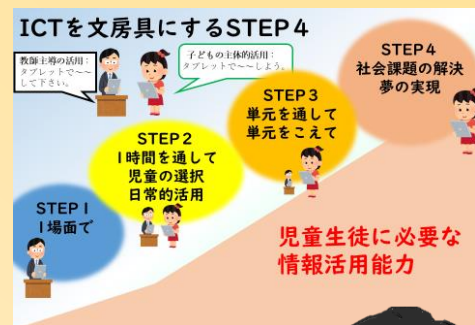 ICTを文房具にするSTEP4
教師主導の活用:
タブレットで~~
して下さい。
子どもの主体的活用:
タブレットで~~しよう。
STEP4
社会課題の解決
夢の実現
STEP3
単元を通して
単元をこえて
STEP2
1時間を通して
児童の選択
日常的活用
STEP1
1場面で
児童生徒に必要な
情報活用能力